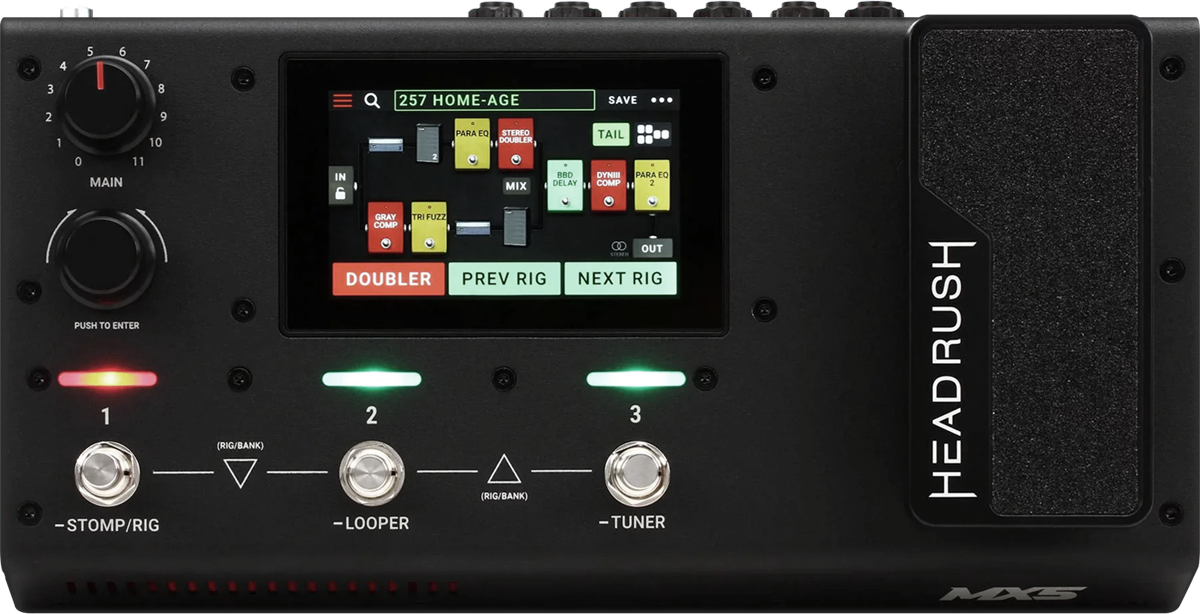 5 6
4 7
3 8
2 9
1 10
0 11
MAIN
PUSH TO ENTER
257 HOME-AGE
SAVE
PARA EQ
STEREO
DOUBLER
TAIL
2
IN
MIX
BBD
DELAY
DYNIII
COMP
PARA EQ
2
GRAY
COMP
TRI FUZZ
STEREO
OUT
DOUBLER
PREV RIG
NEXT RIG
HEADRUSH
1
2
3
(RIG/BANK)
(RIG/BANK)
–STOMP/RIG
–LOOPER
–TUNER
MX5